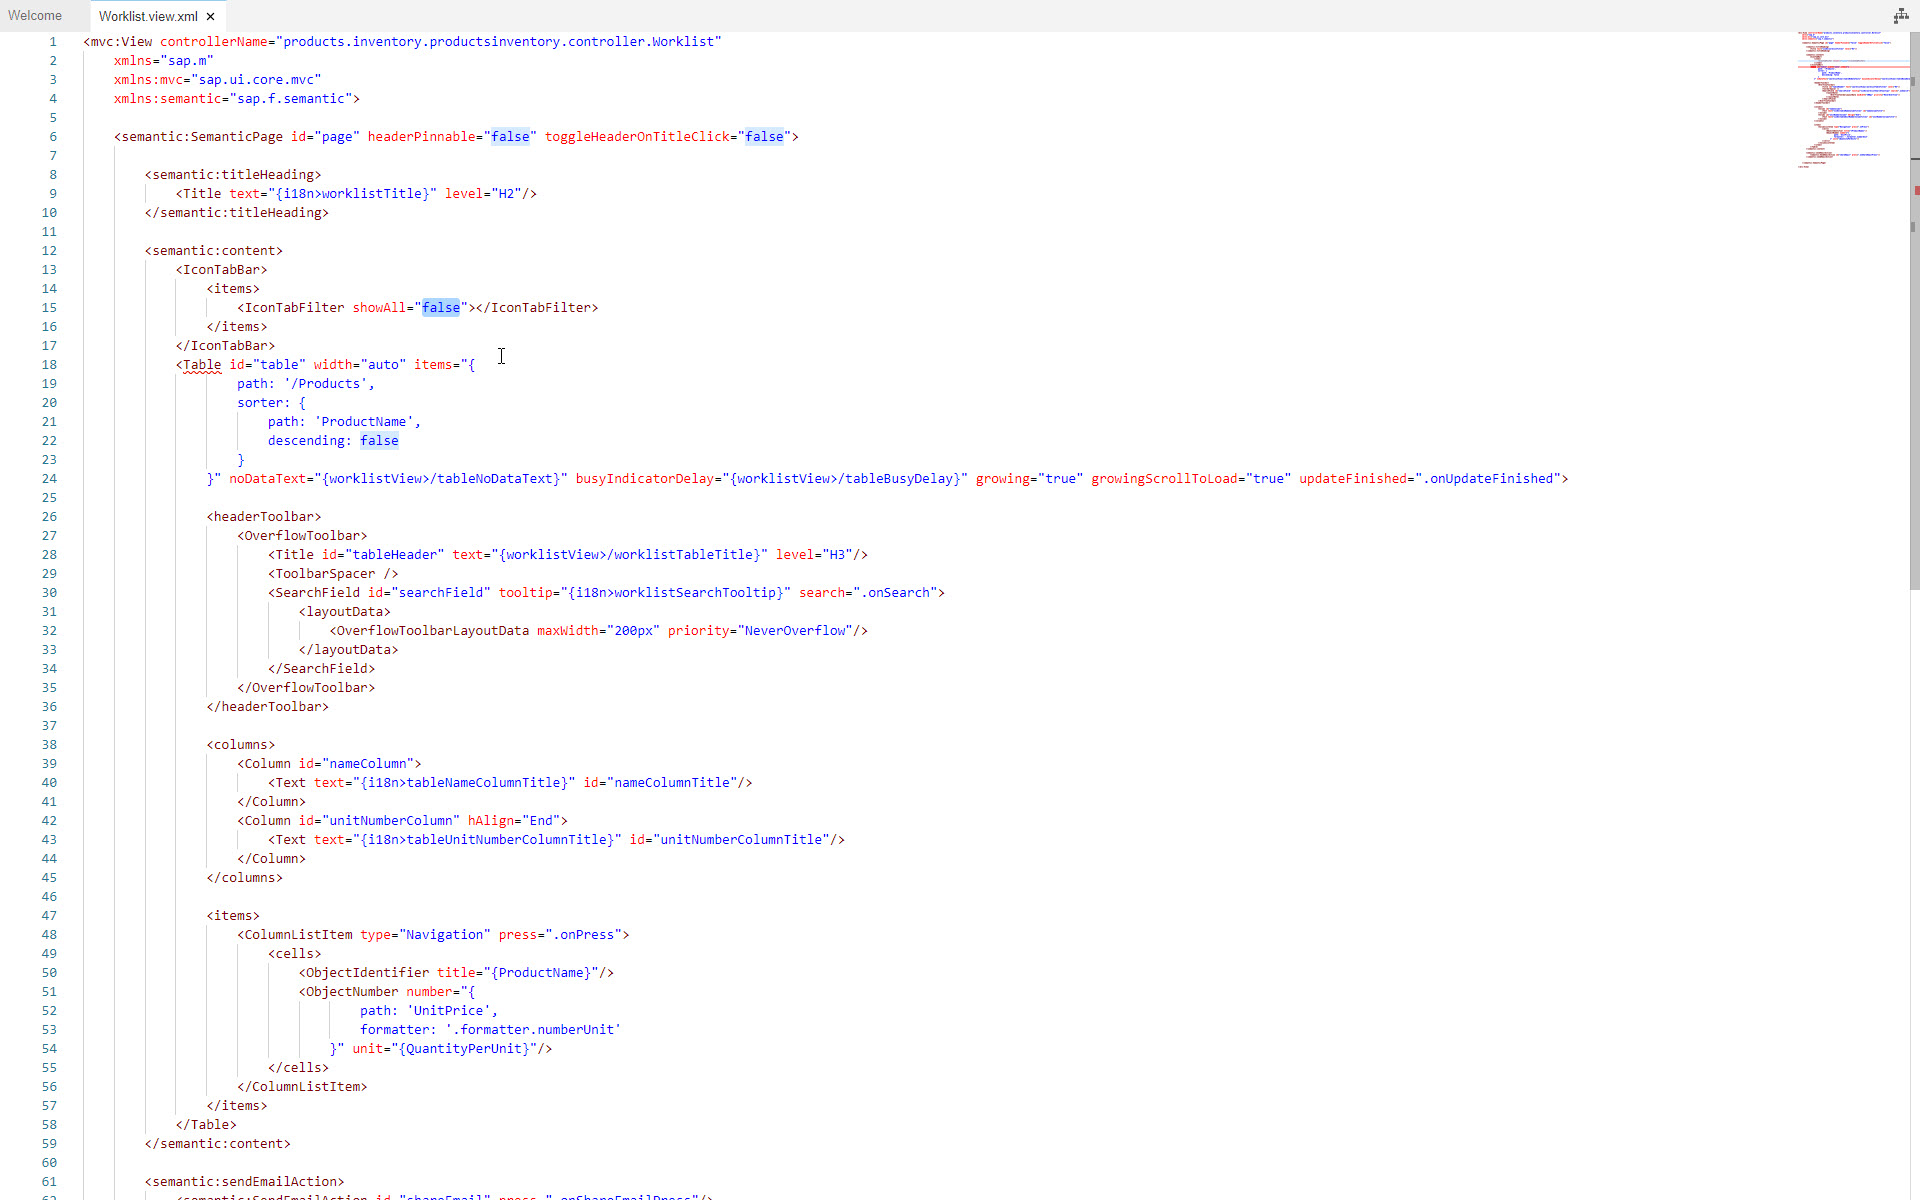 Welcome
Worklist.view.xml ×
1 <mvc:View controllerName="products.inventory.productsinventory.controller.Worklist"
2 xmlns="sap.m"
3 xmlns:mvc="sap.ui.core.mvc"
4 xmlns:semantic="sap.f.semantic">
5
6 <semantic:SemanticPage id="page" headerPinnable="false" toggleHeaderOnTitleClick="false">
7
8 <semantic:titleHeading>
9 <Title text="{i18n>worklistTitle}" level="H2"/>
10 </semantic:titleHeading>
11
12 <semantic:content>
13 <IconTabBar>
14 <items>
15 <IconTabFilter showAll="false"></IconTabFilter>
16 </items>
17 </IconTabBar>
18 <Table id="table" width="auto" items="{
19 path: '/Products',
20 sorter: {
21 path: 'ProductName',
22 descending: false
23 }
24 }" noDataText="{worklistView>/tableNoDataText}" busyIndicatorDelay="{worklistView>/tableBusyDelay}" growing="true" growingScrollToLoad="true" updateFinished=".onUpdateFinished">
25
26 <headerToolbar>
27 <OverflowToolbar>
28 <Title id="tableHeader" text="{worklistView>/worklistTableTitle}" level="H3"/>
29 <ToolbarSpacer />
30 <SearchField id="searchField" tooltip="{i18n>worklistSearchTooltip}" search=".onSearch">
31 <layoutData>
32 <OverflowToolbarLayoutData maxWidth="200px" priority="NeverOverflow"/>
33 </layoutData>
34 </SearchField>
35 </OverflowToolbar>
36 </headerToolbar>
37
38 <columns>
39 <Column id="nameColumn">
40 <Text text="{i18n>tableNameColumnTitle}" id="nameColumnTitle"/>
41 </Column>
42 <Column id="unitNumberColumn" hAlign="End">
43 <Text text="{i18n>tableUnitNumberColumnTitle}" id="unitNumberColumnTitle"/>
44 </Column>
45 </columns>
46
47 <items>
48 <ColumnListItem type="Navigation" press=".onPress">
49 <cells>
50 <ObjectIdentifier title="{ProductName}"/>
51 <ObjectNumber number="{
52 path: 'UnitPrice',
53 formatter: '.formatter.numberUnit'
54 }" unit="{QuantityPerUnit}"/>
55 </cells>
56 </ColumnListItem>
57 </items>
58 </Table>
59 </semantic:content>
60
61 <semantic:sendEmailAction>
62 <semantic:SendEmailAction id="shareEmail" press=".onShareEmailPress"/>